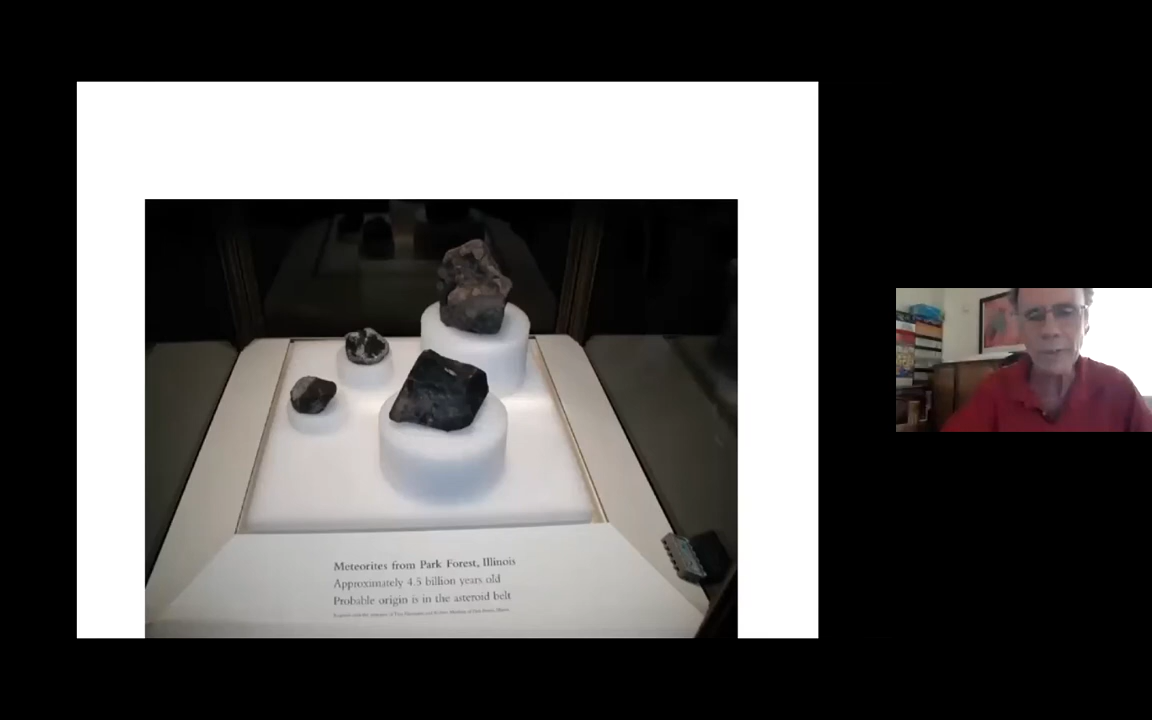 Meteorites from Park Forest, Illinois
Approximately 4.5 billion years old
Probable origin is in the asteroid belt